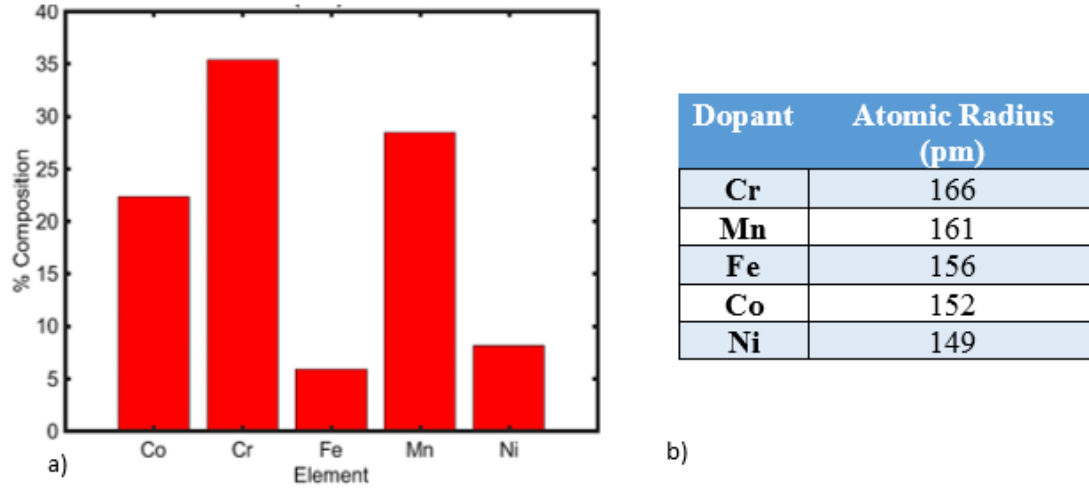 40
35
30
25
20
15
10
5
0
% Composition
Co Cr Fe Mn Ni
Element
a)
Dopant Atomic Radius
(pm)
Cr 166
Mn 161
Fe 156
Co 152
Ni 149
b)